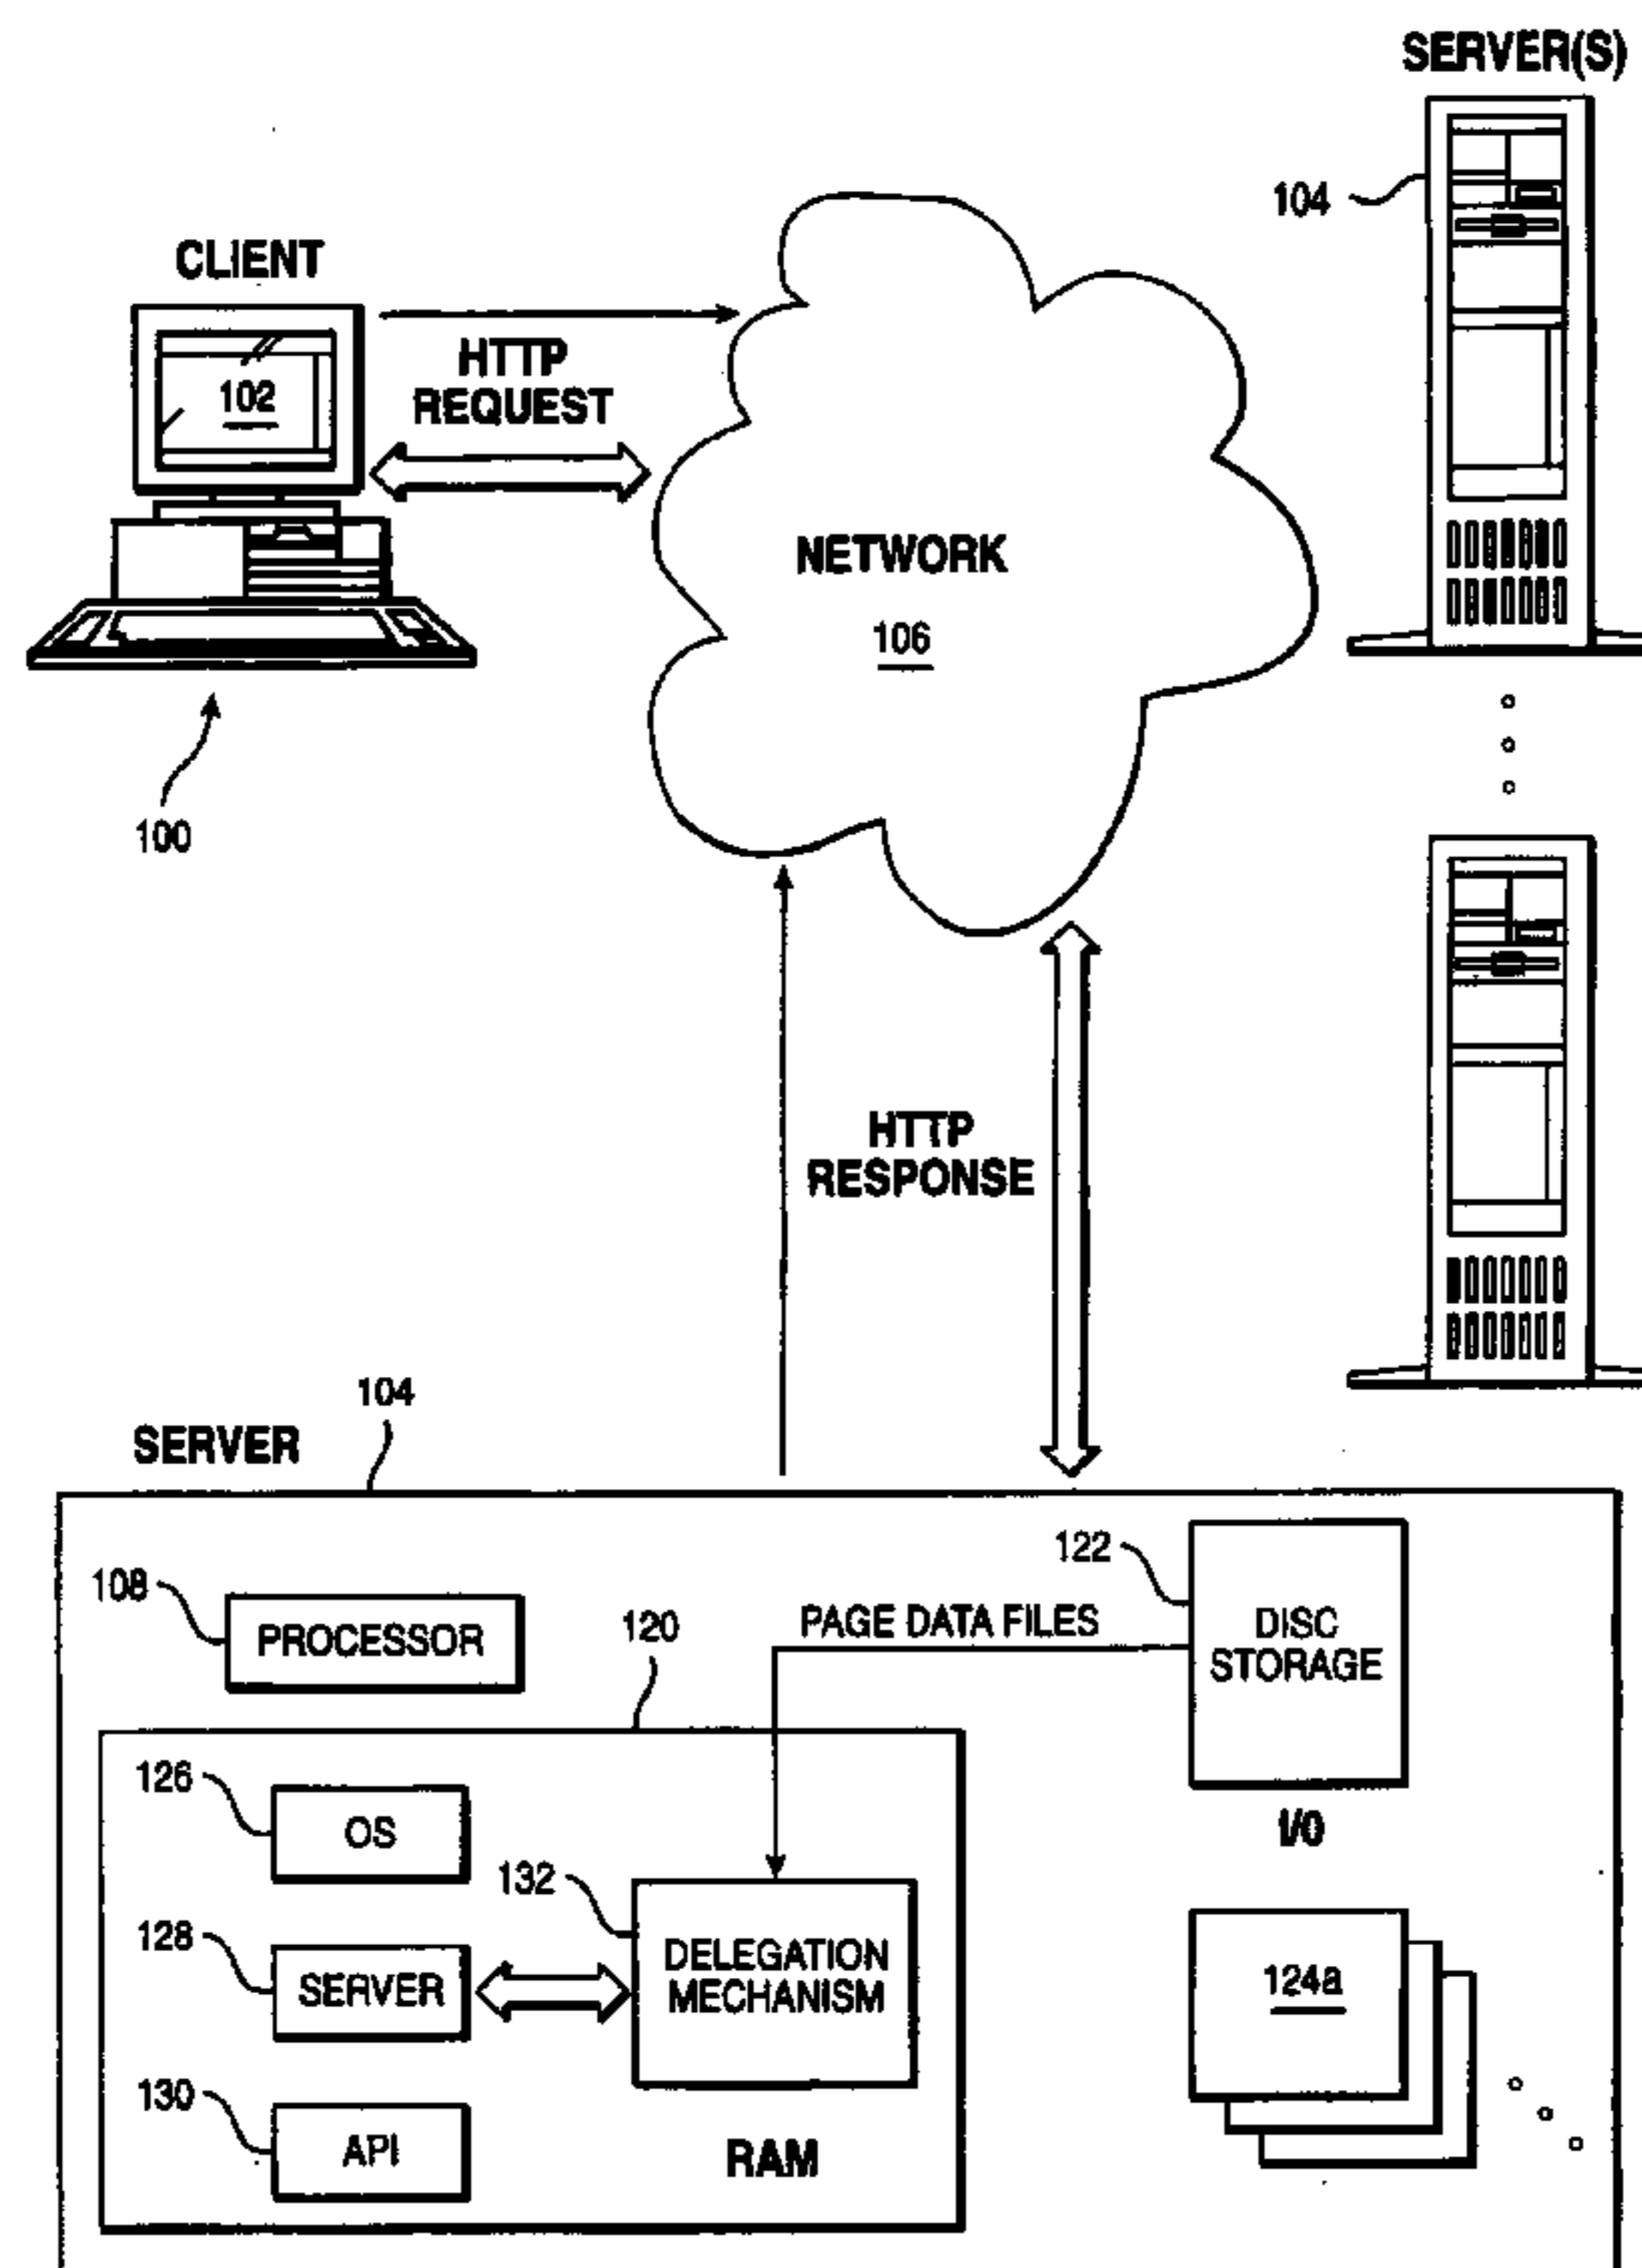 SERVER(S)
104
CLIENT
HTTP
REQUEST
102
NETWORK
106
100
HTTP
RESPONSE
104
SERVER
122
108
PROCESSOR
120
PAGE DATA FILES
DISC
STORAGE
126
OS
I/O
132
128
SERVER
DELEGATION
MECHANISM
124a
130
API
RAM